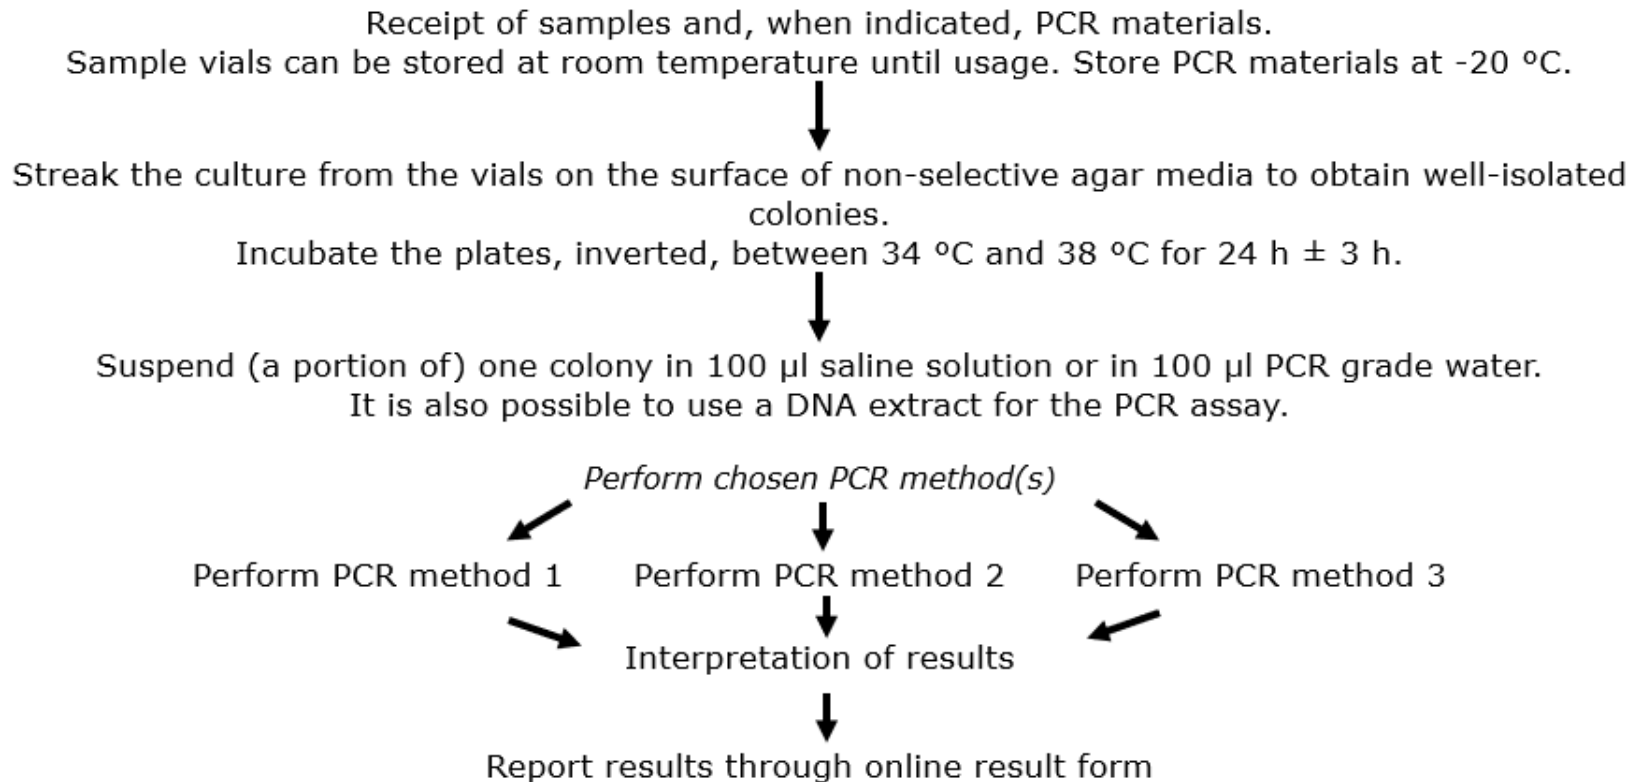 Receipt of samples and, when indicated, PCR materials.
Sample vials can be stored at room temperature until usage. Store PCR materials at -20 ºC.
Streak the culture from the vials on the surface of non-selective agar media to obtain well-isolated
colonies.
Incubate the plates, inverted, between 34 ºC and 38 ºC for 24 h ± 3 h.
Suspend (a portion of) one colony in 100 µl saline solution or in 100 µl PCR grade water.
It is also possible to use a DNA extract for the PCR assay.
Perform chosen PCR method(s)
Perform PCR method 1 Perform PCR method 2 Perform PCR method 3
Interpretation of results
Report results through online result form